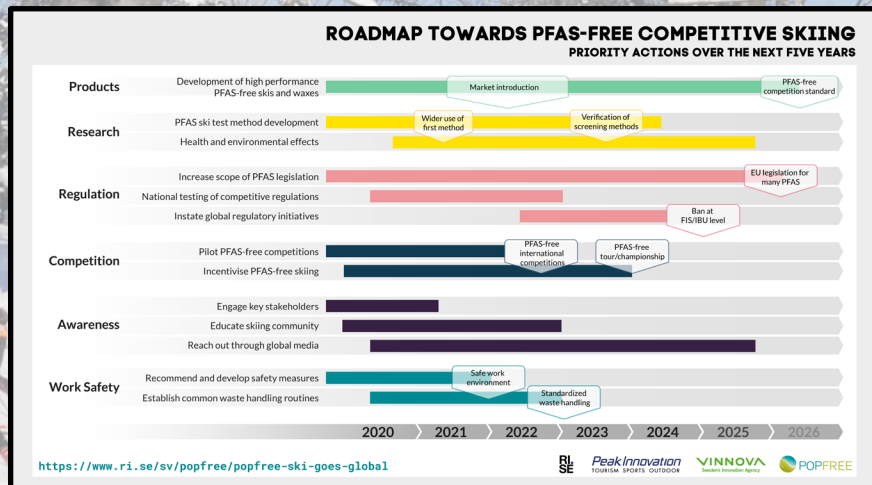 ROADMAP TOWARDS PFAS-FREE COMPETITIVE SKIING
PRIORITY ACTIONS OVER THE NEXT FIVE YEARS
Products
Development of high performance
PFAS-free skis and waxes
Market introduction
PFAS-free
competition standard
Research
PFAS ski test method development
Wider use of
first method
Verification of
screening methods
Health and environmental effects
Regulation
Increase scope of PFAS legislation
EU legislation for
many PFAS
National testing of competitive regulations
Instate global regulatory initiatives
Ban at
FIS/IBU level
Competition
Pilot PFAS-free competitions
PFAS-free
international
competitions
PFAS-free
tour/championship
Incentivise PFAS-free skiing
Awareness
Engage key stakeholders
Educate skiing community
Reach out through global media
Work Safety
Recommend and develop safety measures
Safe work
environment
Establish common waste handling routines
Standardized
waste handling
2020 2021 2022 2023 2024 2025 2026
https://www.ri.se/sv/popfree/popfree-ski-goes-global
RI.
SE
Peak Innovation
TOURISM SPORTS OUTDOOR
VINNOVA
Sweden's Innovation Agency
POPFREE